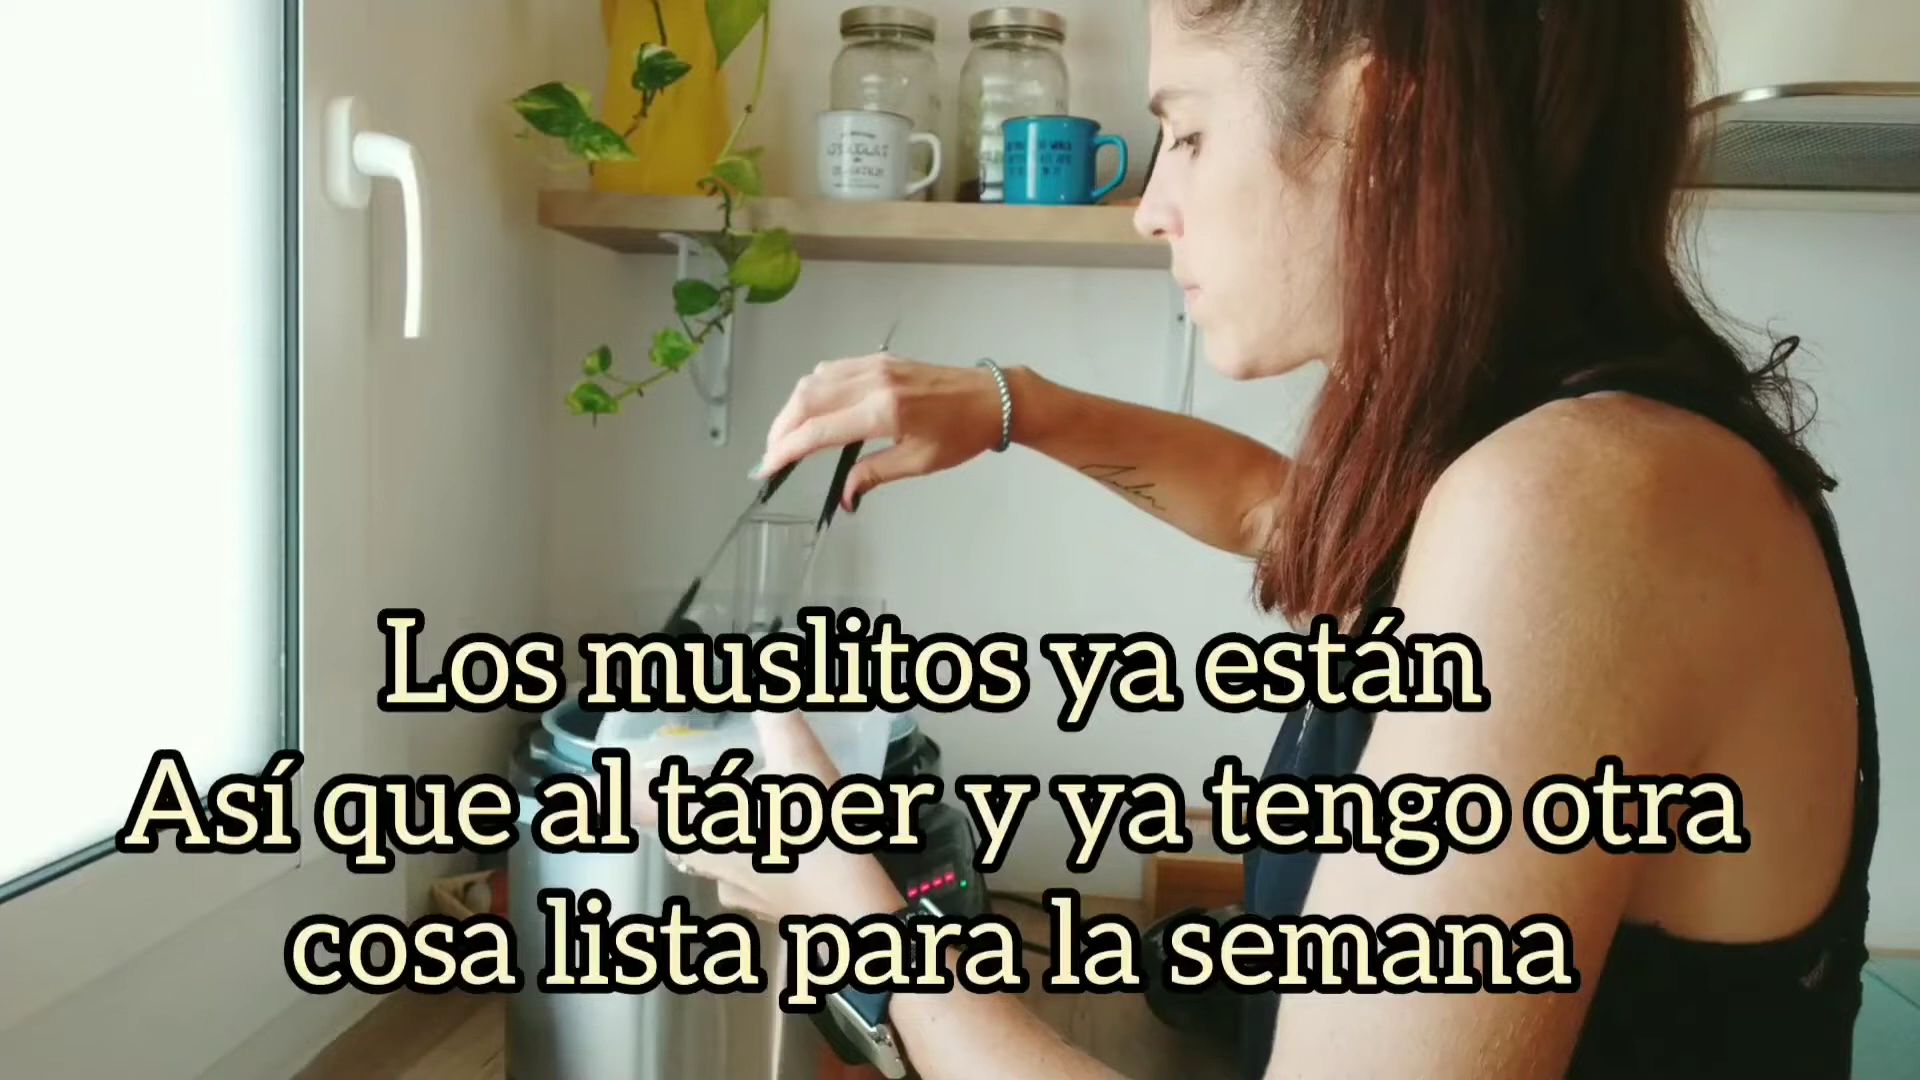 Los muslitos ya están
Así que al táper y ya tengo otra
cosa lista para la semana